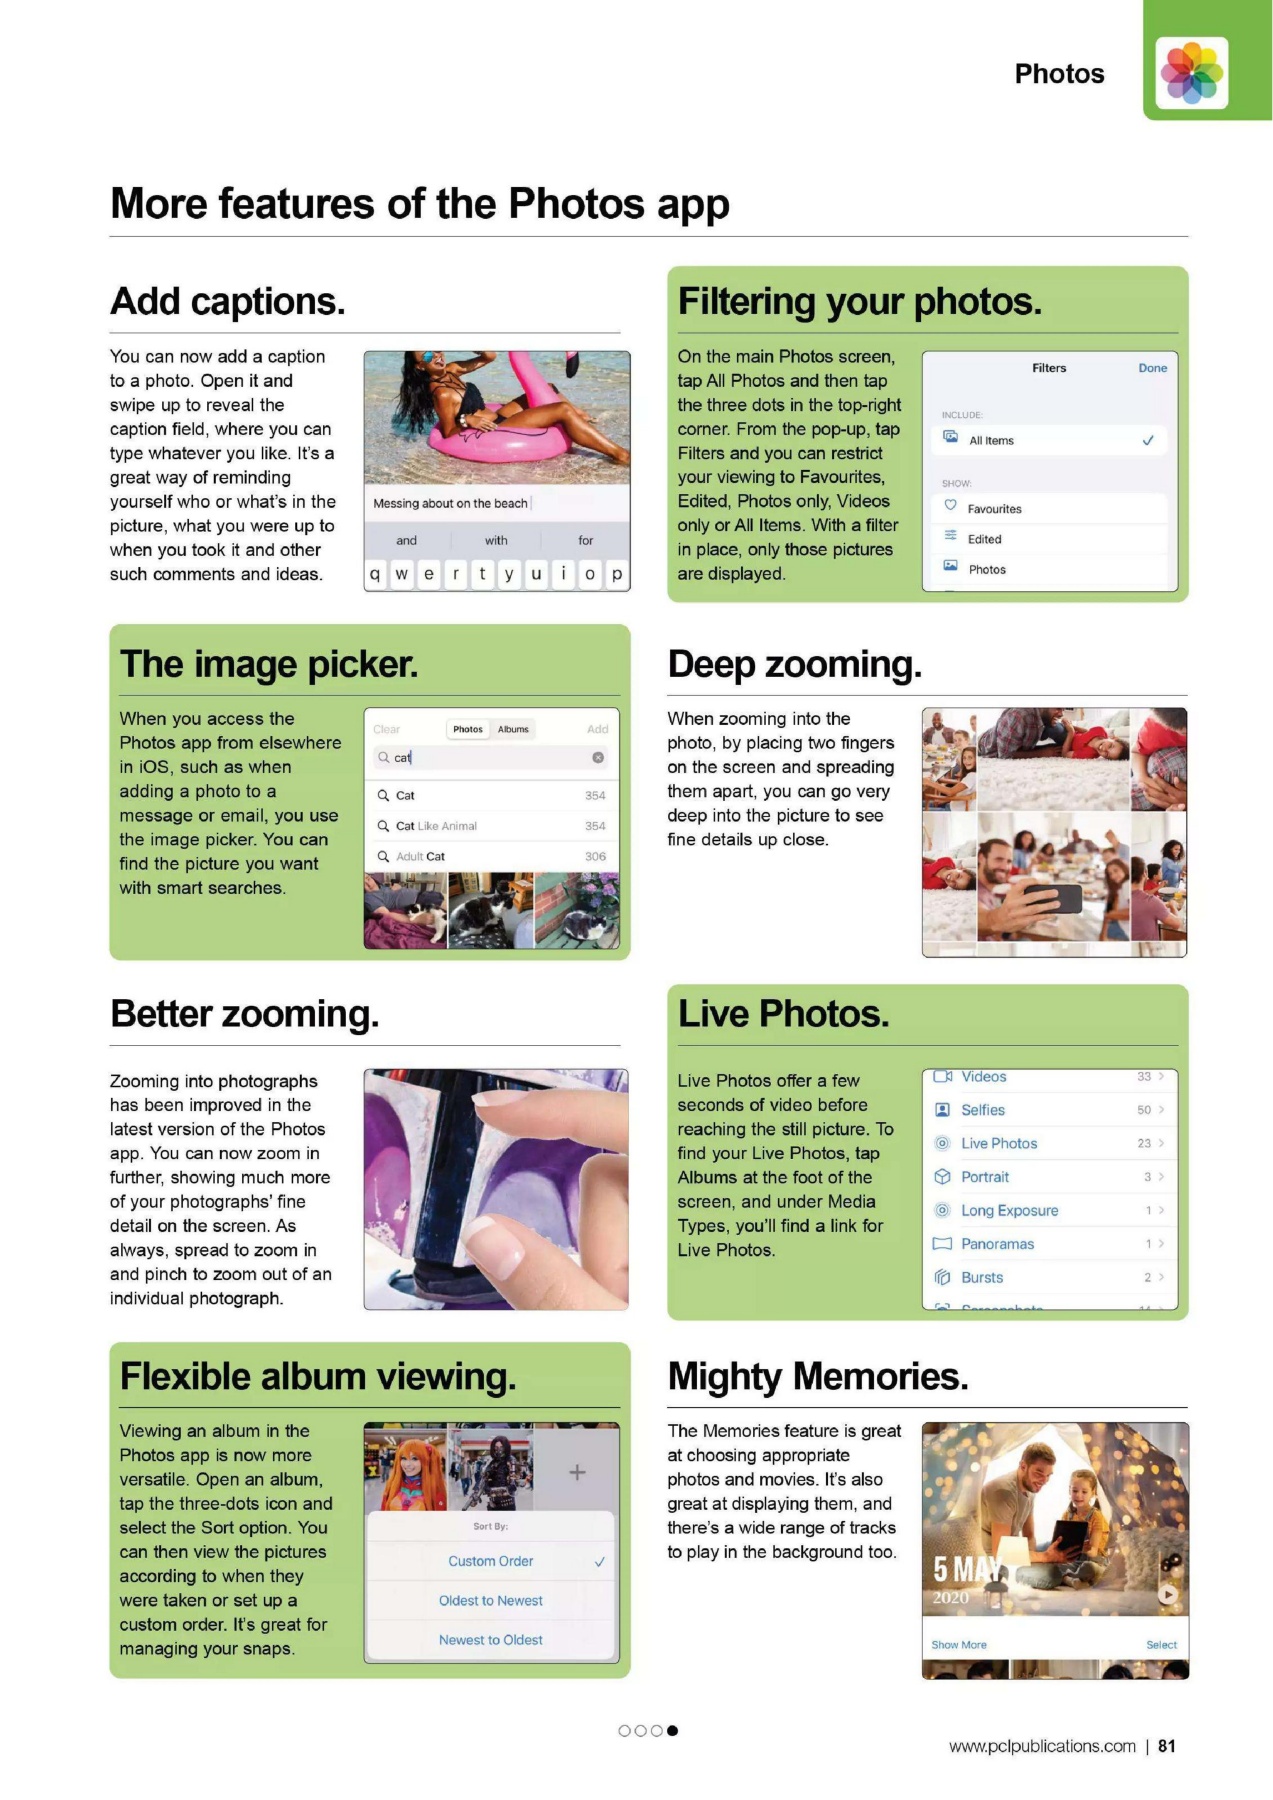 Photos
More features of the Photos app
Add captions.
You can now add a caption
to a photo. Open it and
swipe up to reveal the
caption field, where you can
type whatever you like. It's a
great way of reminding
yourself who or what's in the
picture, what you were up to
when you took it and other
such comments and ideas.
Messing about on the beach
and with for
q w e r t y u i o p
Filtering your photos.
On the main Photos screen,
tap All Photos and then tap
the three dots in the top-right
corner. From the pop-up, tap
Filters and you can restrict
your viewing to Favourites,
Edited, Photos only, Videos
only or All Items. With a filter
in place, only those pictures
are displayed.
Filters Done
INCLUDE:
All Items
SHOW:
Favourites
Edited
Photos
The image picker.
When you access the
Photos app from elsewhere
in iOS, such as when
adding a photo to a
message or email, you use
the image picker. You can
find the picture you want
with smart searches.
Clear Photos Albums Add
cat
Cat 354
Cat Like Animal 354
Adult Cat 306
Deep zooming.
When zooming into the
photo, by placing two fingers
on the screen and spreading
them apart, you can go very
deep into the picture to see
fine details up close.
Better zooming.
Zooming into photographs
has been improved in the
latest version of the Photos
app. You can now zoom in
further, showing much more
of your photographs' fine
detail on the screen. As
always, spread to zoom in
and pinch to zoom out of an
individual photograph.
Live Photos.
Live Photos offer a few
seconds of video before
reaching the still picture. To
find your Live Photos, tap
Albums at the foot of the
screen, and under Media
Types, you'll find a link for
Live Photos.
Videos 33
Selfies 50
Live Photos 23
Portrait 3
Long Exposure 1
Panoramas 1
Bursts 2
Flexible album viewing.
Viewing an album in the
Photos app is now more
versatile. Open an album,
tap the three-dots icon and
select the Sort option. You
can then view the pictures
according to when they
were taken or set up a
custom order. It's great for
managing your snaps.
Sort By:
Custom Order
Oldest to Newest
Newest to Oldest
Mighty Memories.
The Memories feature is great
at choosing appropriate
photos and movies. It's also
great at displaying them, and
there's a wide range of tracks
to play in the background too.
5 MAY
2020
Show More Select
www.pclpublications.com | 81